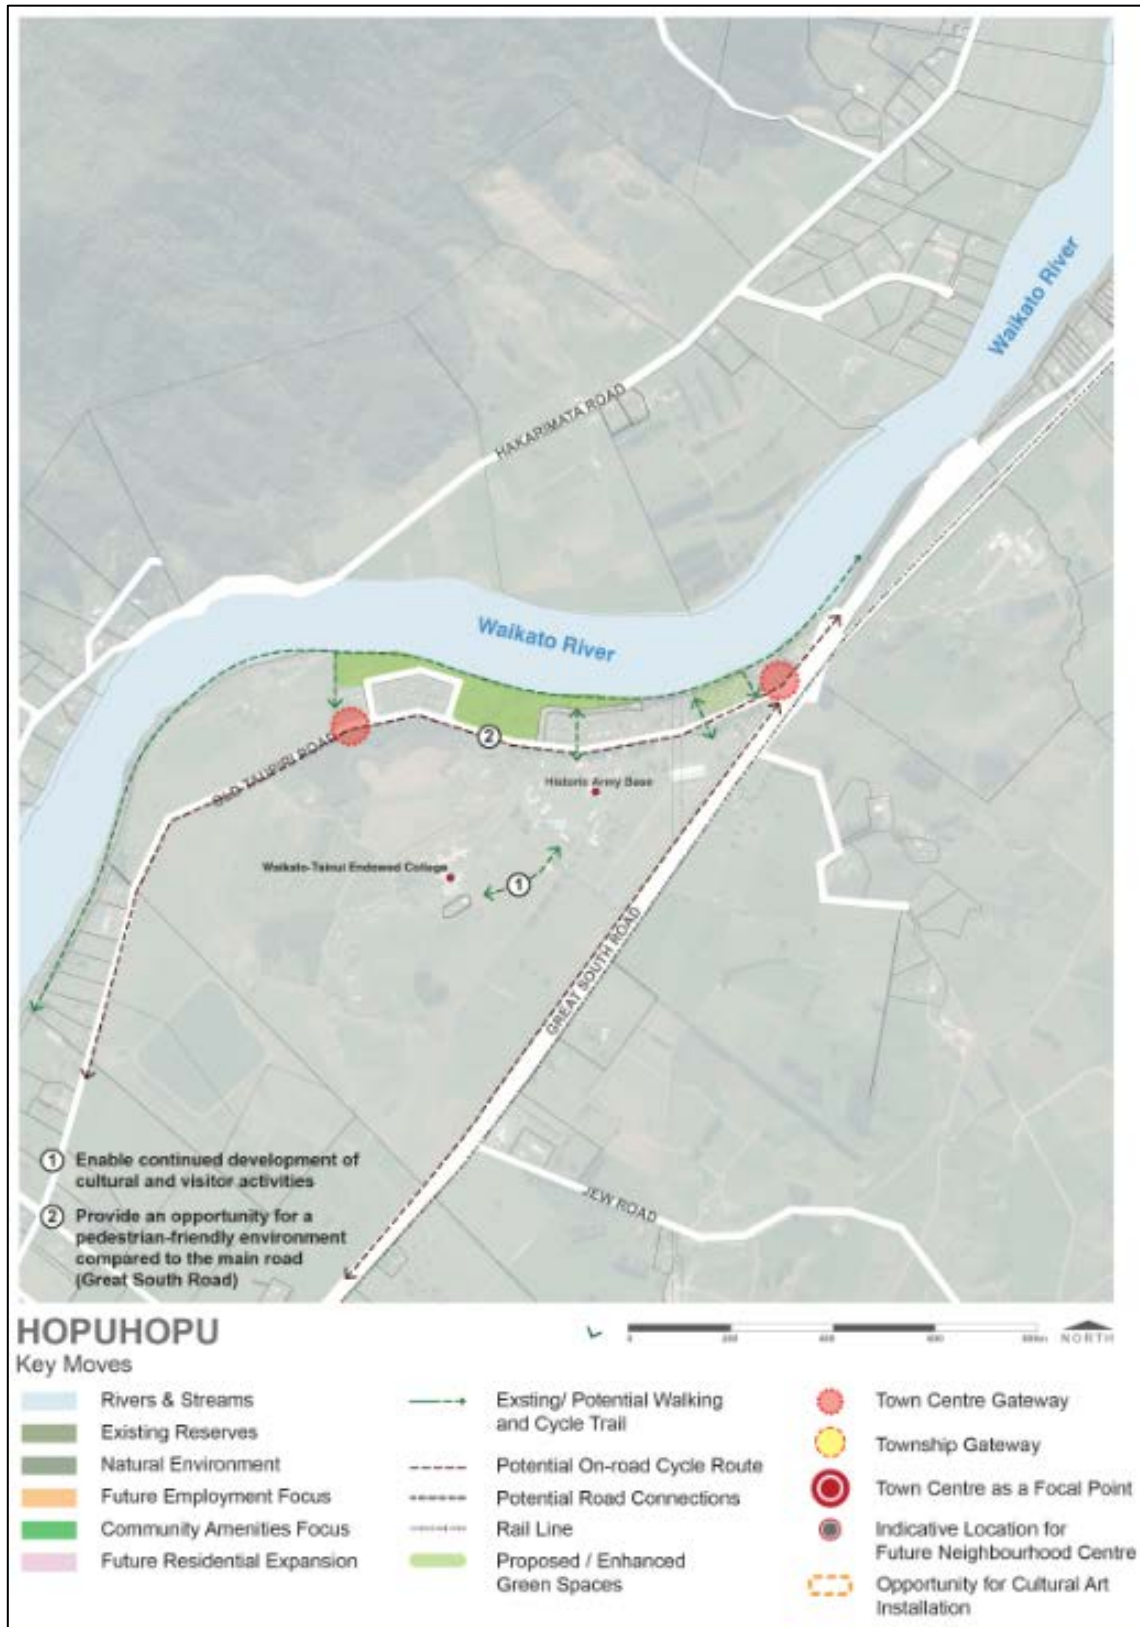 Waikato River
HAKARIMATA ROAD
Waikato River
2
OLD TAUPIRI ROAD
Historic Army Base
Waikato-Tainui Endowed College
1
GREAT SOUTH ROAD
JEW ROAD
1 Enable continued development of
cultural and visitor activities
2 Provide an opportunity for a
pedestrian-friendly environment
compared to the main road
(Great South Road)
HOPUHOPU
0 200 400 600 NORTH
Key Moves
Rivers & Streams
Existing Reserves
Natural Environment
Future Employment Focus
Community Amenities Focus
Future Residential Expansion
Exsting/ Potential Walking
and Cycle Trail
Potential On-road Cycle Route
Potential Road Connections
Rail Line
Proposed / Enhanced
Green Spaces
Town Centre Gateway
Township Gateway
Town Centre as a Focal Point
Indicative Location for
Future Neighbourhood Centre
Opportunity for Cultural Art
Installation